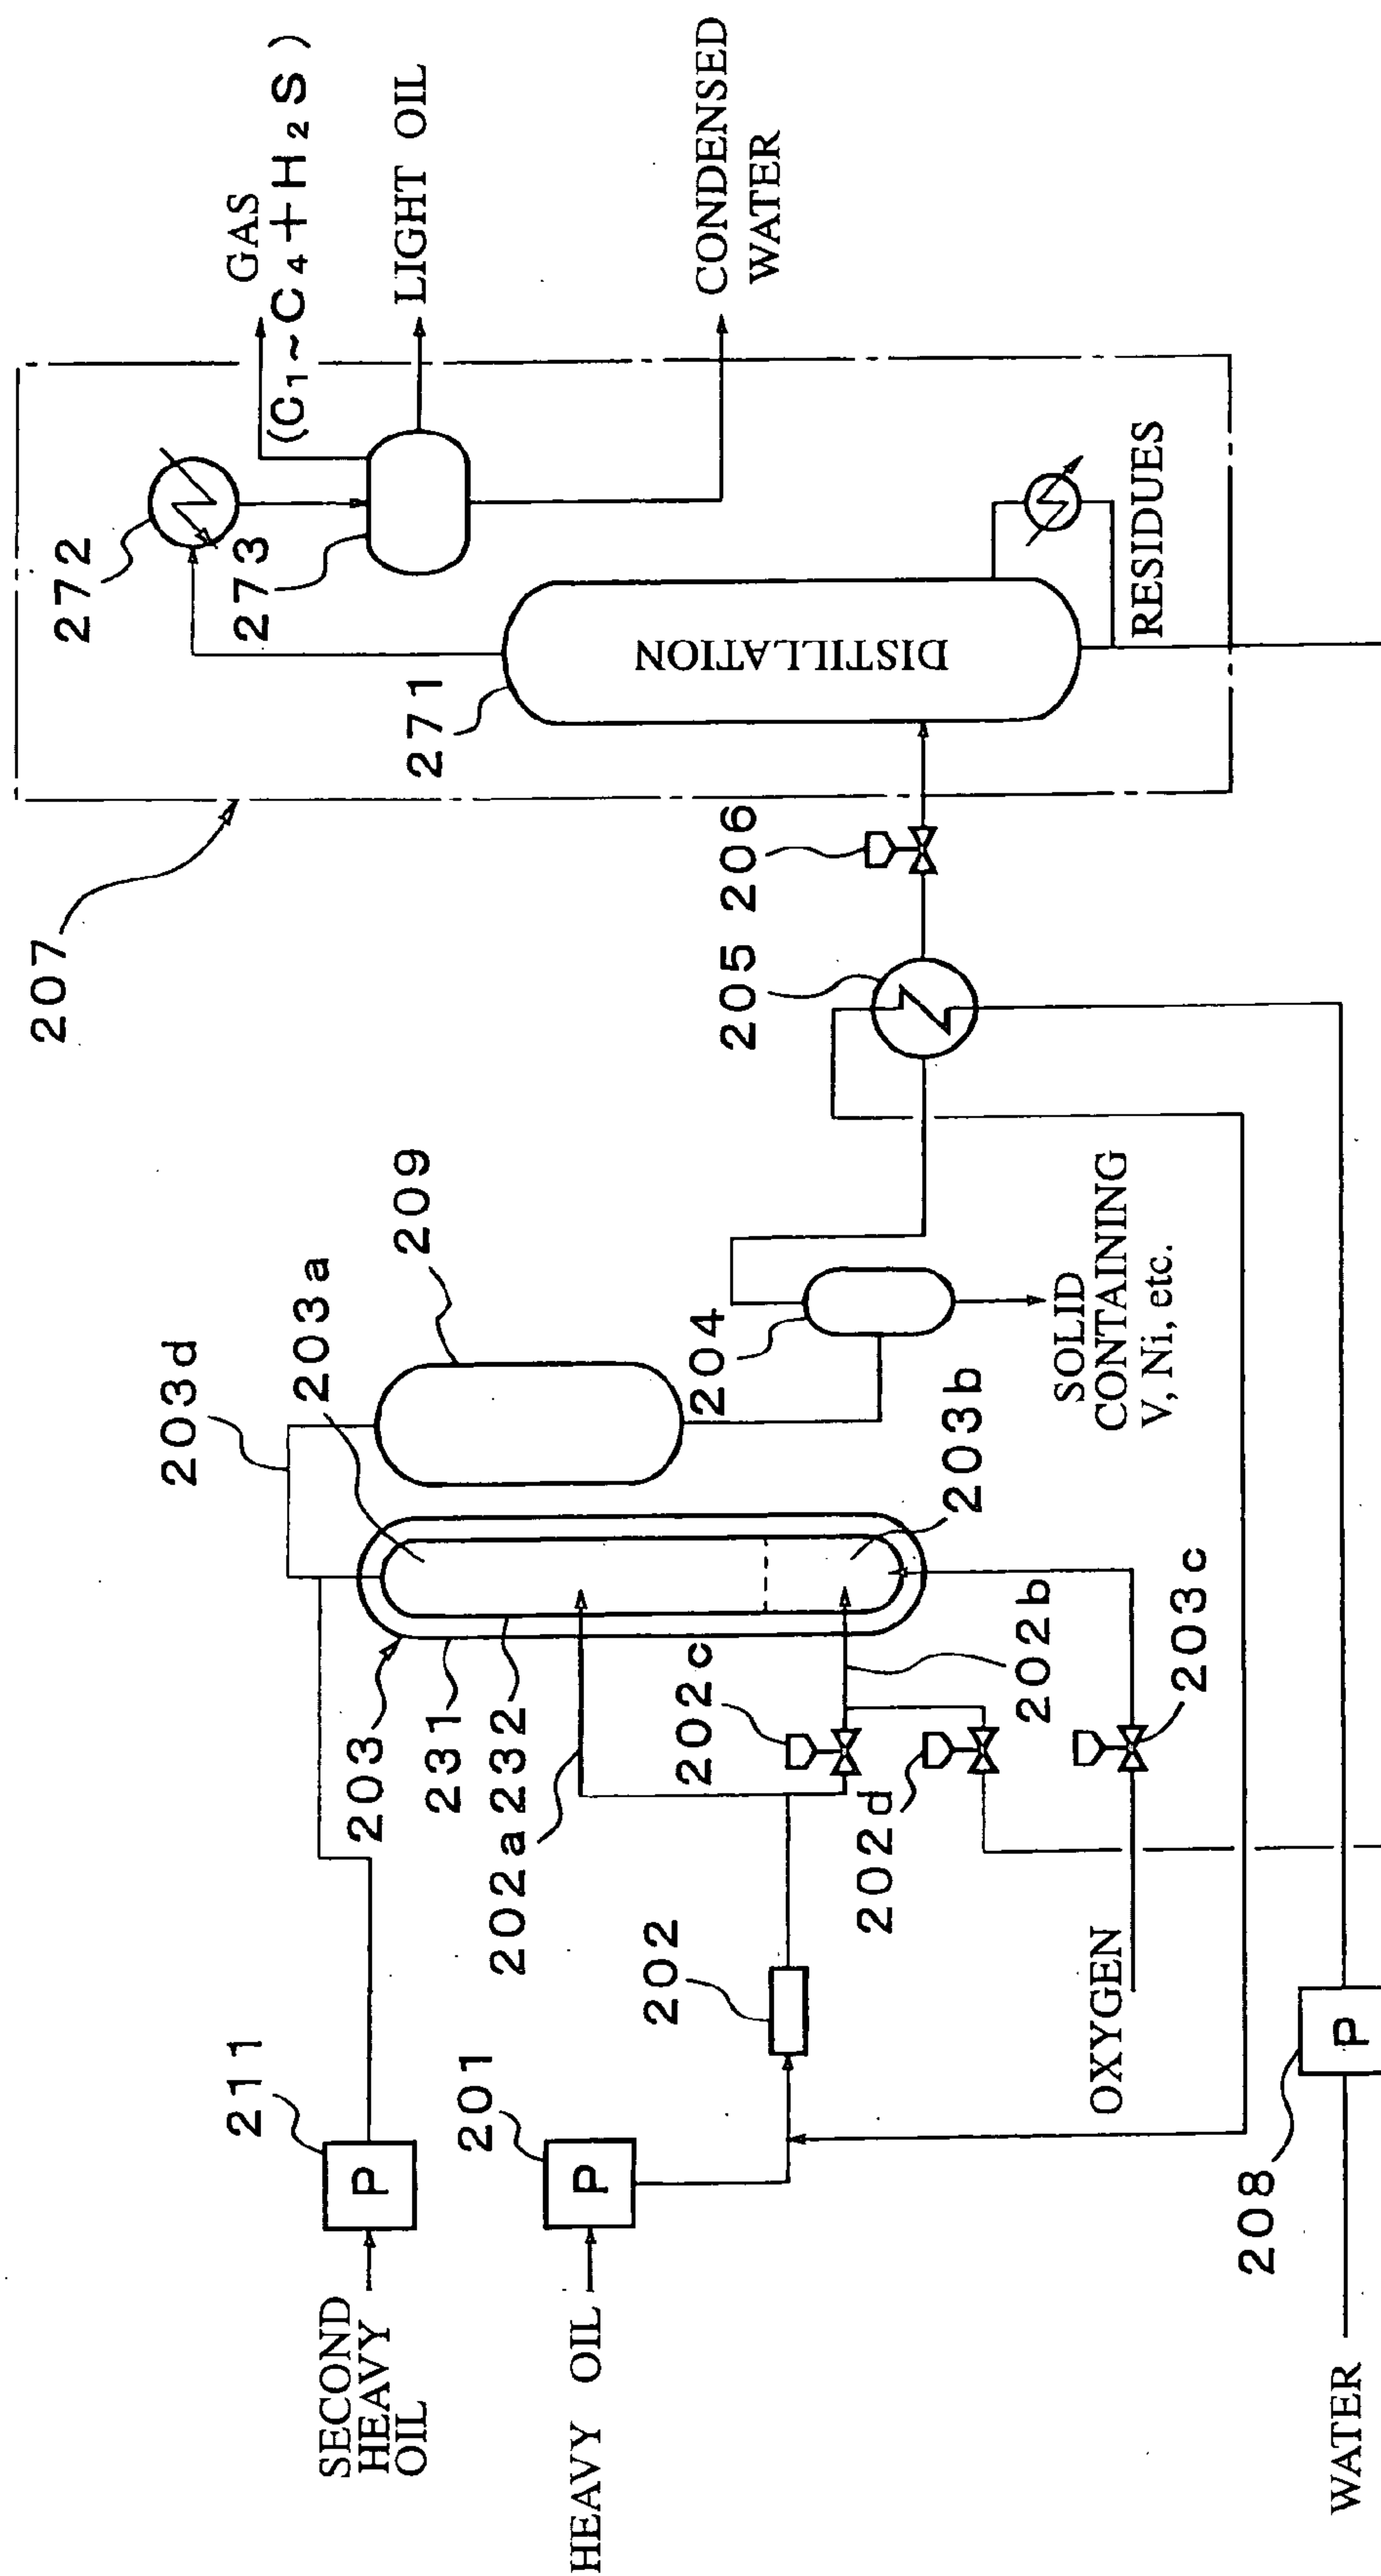 GAS
(C₁~C₄+H₂S)
LIGHT OIL
CONDENSED
WATER
272
273
271
DISTILLATION
RESIDUES
207
206
205
209
203a
203d
204
203b
SOLID
CONTAINING
V, Ni, etc.
203
231
232
202a
202c
202b
202d
203c
202
OXYGEN
211
P
201
P
208
P
SECOND
HEAVY
OIL
HEAVY OIL
WATER